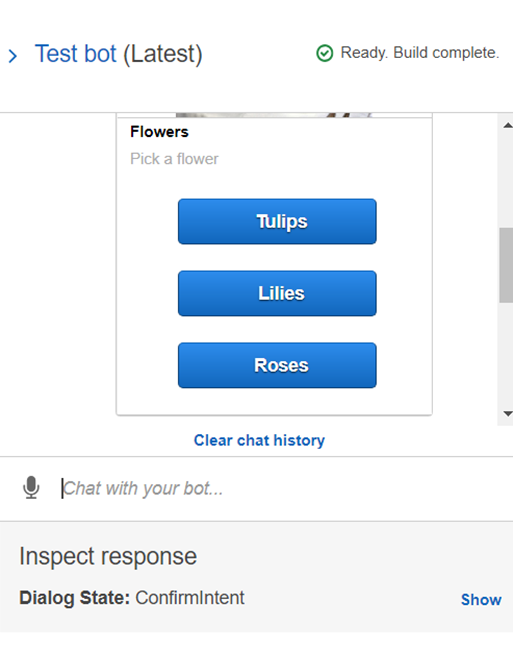 Test bot (Latest)
Ready. Build complete.
Flowers
Pick a flower
Tulips
Lilies
Roses
Clear chat history
Chat with your bot...
Inspect response
Dialog State: ConfirmIntent
Show